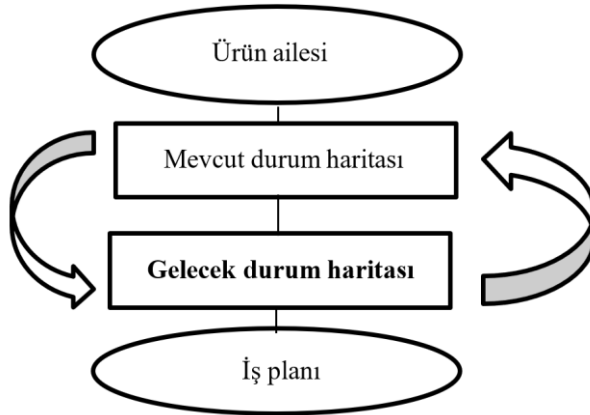 Ürün ailesi
Mevcut durum haritası
Gelecek durum haritası
İş planı